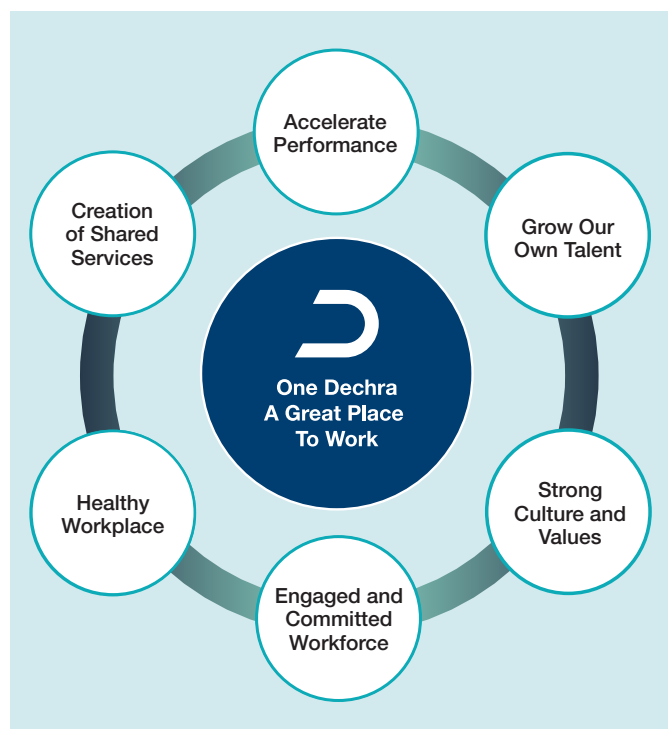 Accelerate
Performance
Grow Our
Own Talent
Strong
Culture and
Values
Engaged and
Committed
Workforce
Healthy
Workplace
Creation
of Shared
Services
One Dechra
A Great Place
To Work